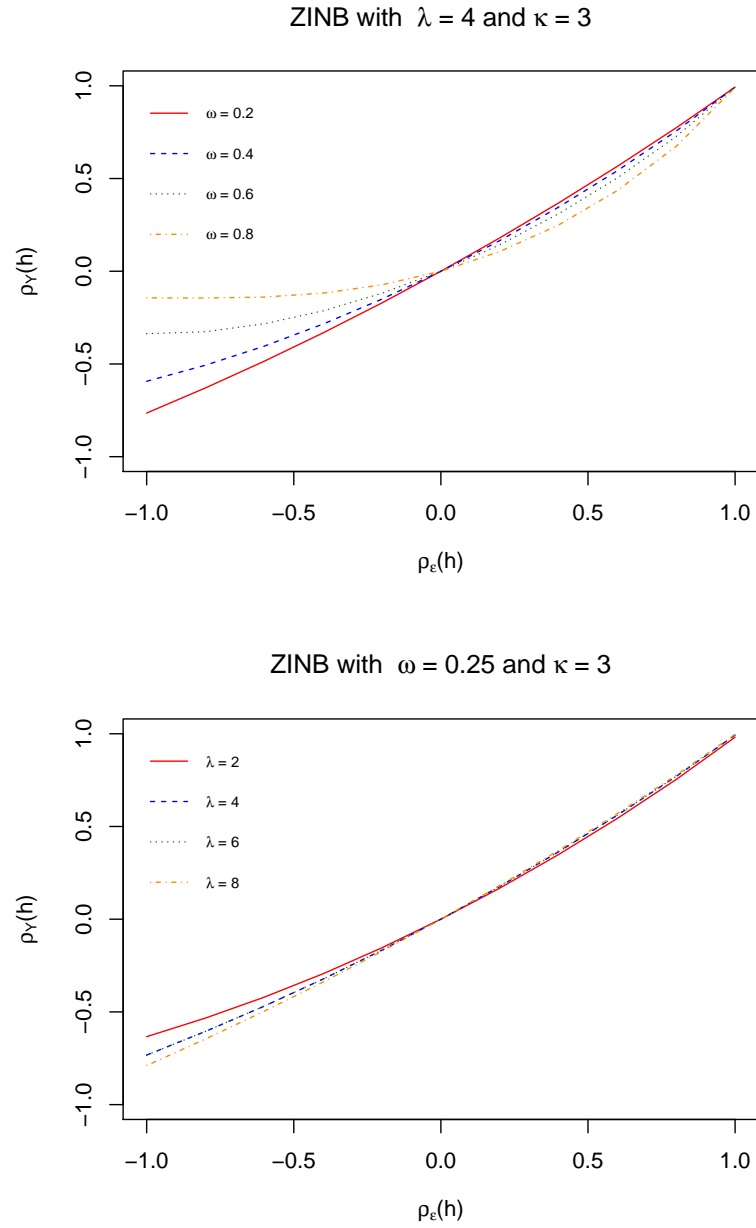 ZINB with λ = 4 and κ = 3
1.0
0.5
0.0
−0.5
−1.0
ρY(h)
ω = 0.2
ω = 0.4
ω = 0.6
ω = 0.8
−1.0 −0.5 0.0 0.5 1.0
ρε(h)
ZINB with ω = 0.25 and κ = 3
1.0
0.5
0.0
−0.5
−1.0
ρY(h)
λ = 2
λ = 4
λ = 6
λ = 8
−1.0 −0.5 0.0 0.5 1.0
ρε(h)